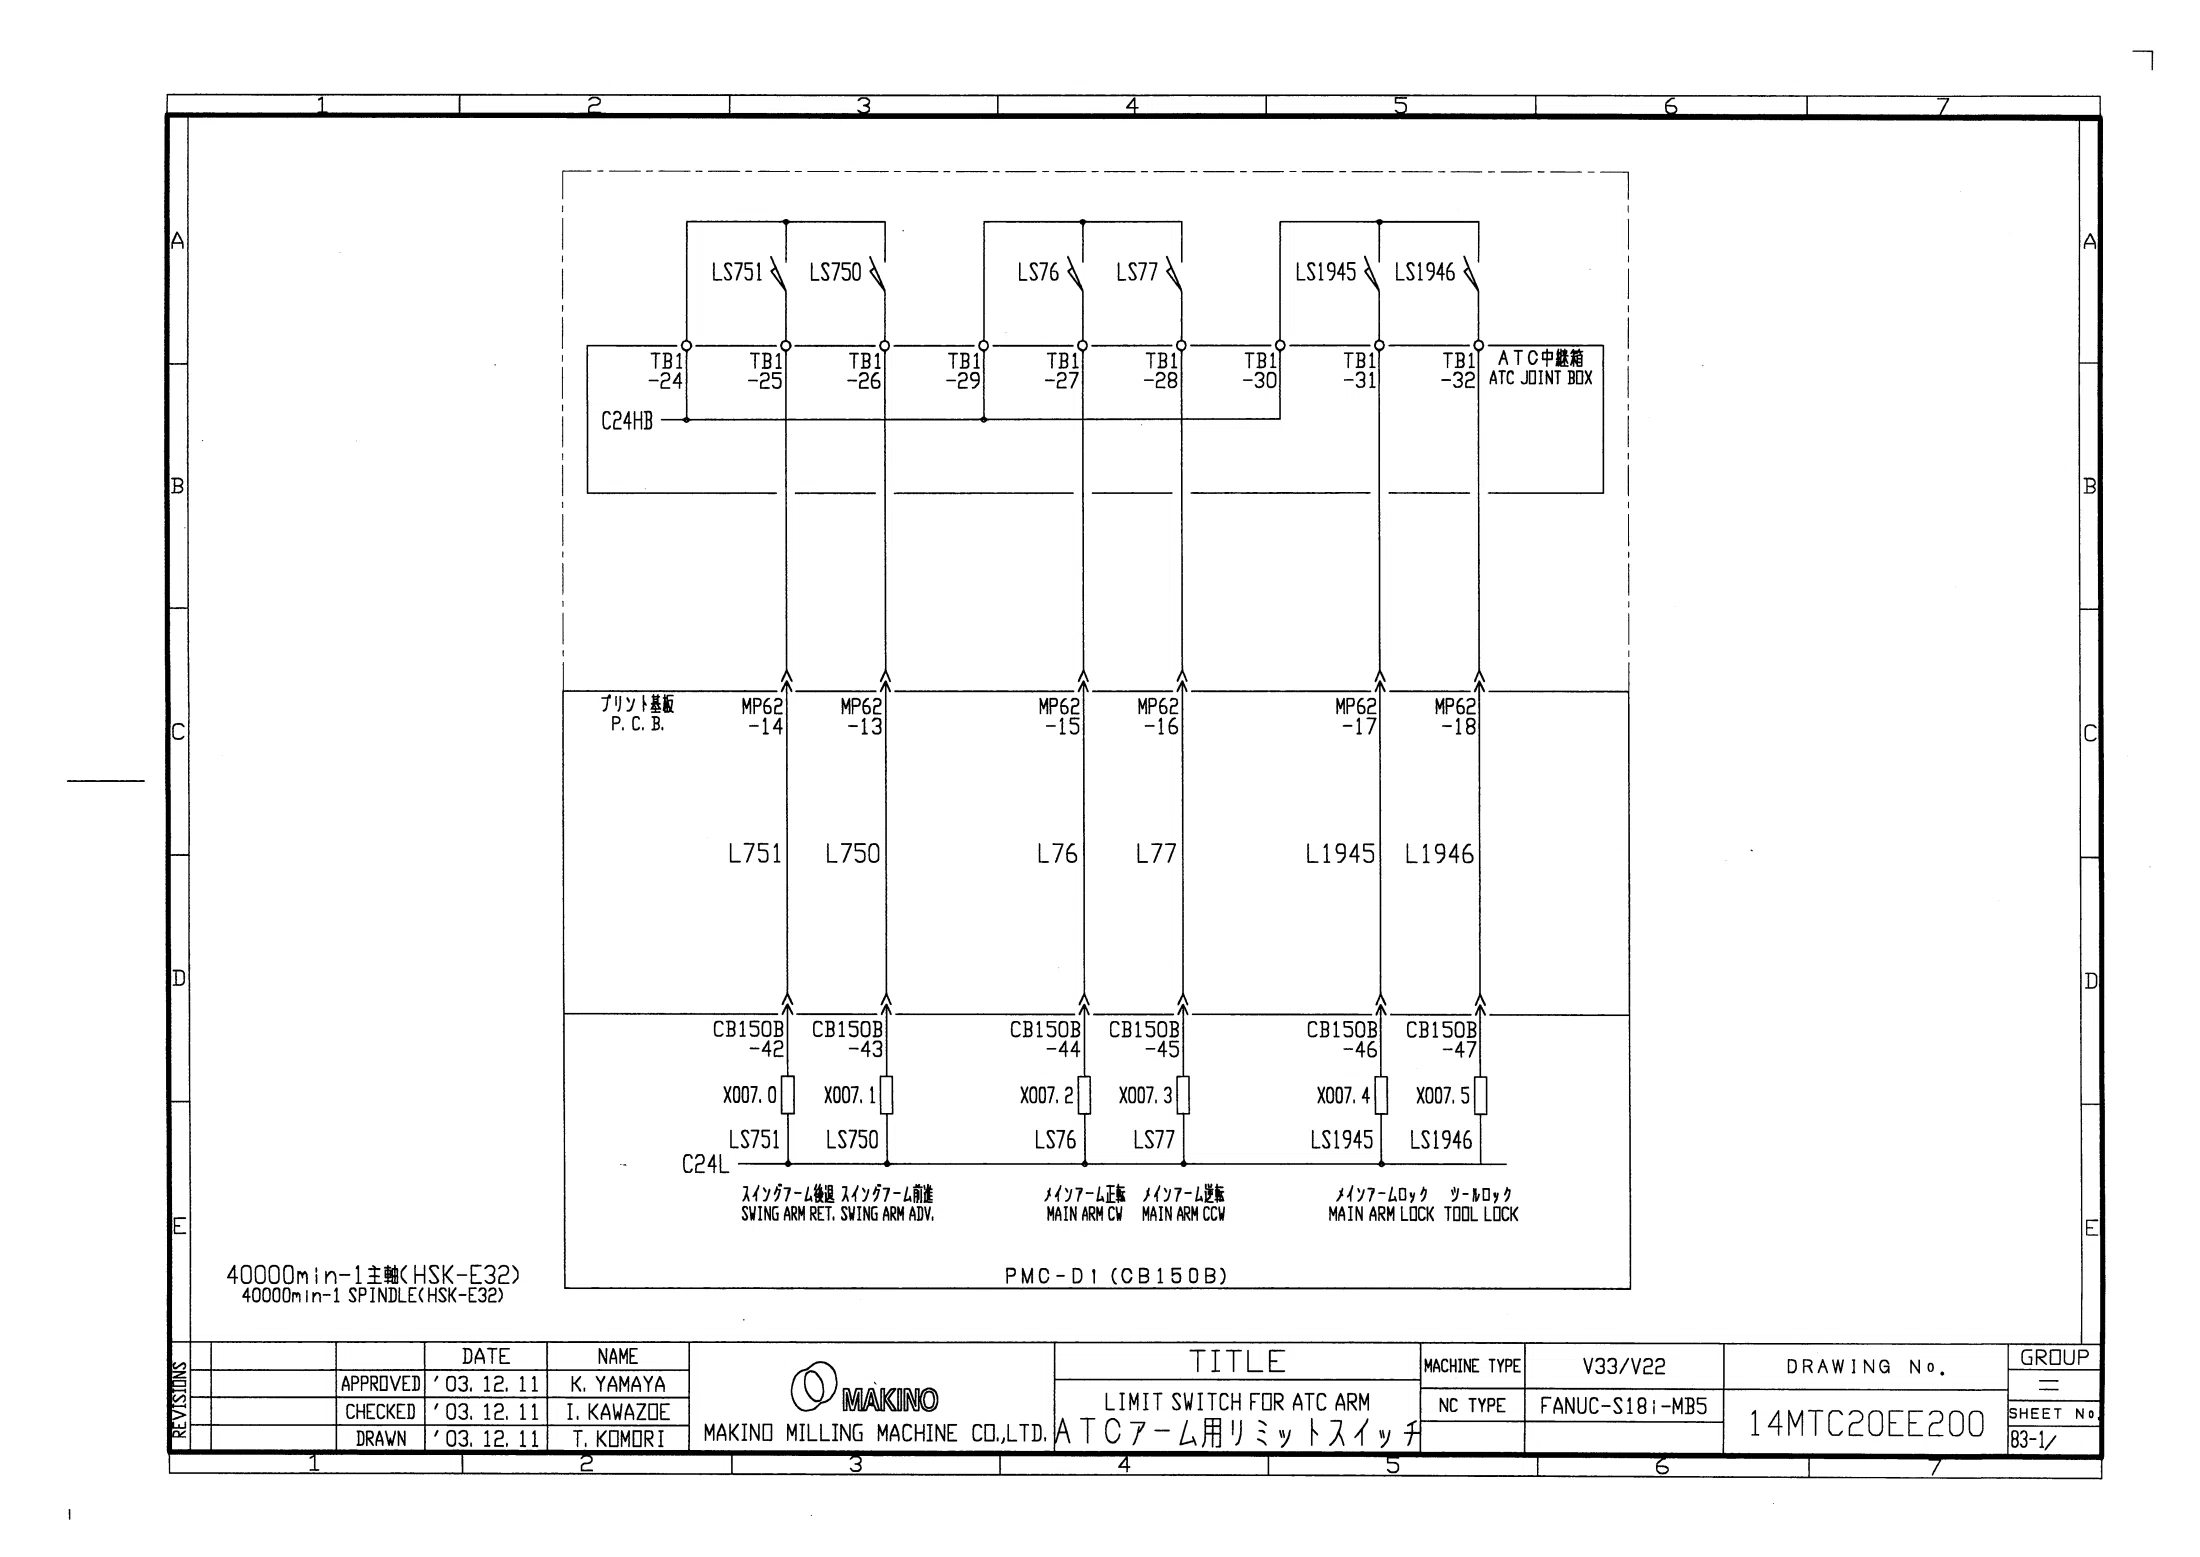 1 2 3 4 5 6 7
A A
LS751 LS750 LS76 LS77 LS1945 LS1946
TB1 TB1 TB1 TB1 TB1 TB1 TB1 TB1 TB1 ATC中継箱
-24 -25 -26 -29 -27 -28 -30 -31 -32 ATC JOINT BOX
C24HB
B B
プリント基板 MP62 MP62 MP62 MP62 MP62 MP62
P.C.B. -14 -13 -15 -16 -17 -18
C C
L751 L750 L76 L77 L1945 L1946
D D
CB150B CB150B CB150B CB150B CB150B CB150B
-42 -43 -44 -45 -46 -47
X007.0 X007.1 X007.2 X007.3 X007.4 X007.5
LS751 LS750 LS76 LS77 LS1945 LS1946
C24L
スイングアーム後退 スイングアーム前進 メインアーム正転 メインアーム逆転 メインアームロック ツールロック
SWING ARM RET. SWING ARM ADV. MAIN ARM CW MAIN ARM CCW MAIN ARM LOCK TOOL LOCK
E E
40000min-1主軸(HSK-E32)
40000min-1 SPINDLE(HSK-E32)
PMC-D1(CB150B)
REVISIONS
DATE NAME
APPROVED '03.12.11 K. YAMAYA
CHECKED '03.12.11 I. KAWAZOE
DRAWN '03.12.11 T. KOMORI
MAKINO
MAKINO MILLING MACHINE CO.,LTD.
TITLE
LIMIT SWITCH FOR ATC ARM
ATCアーム用リミットスイッチ
MACHINE TYPE V33/V22
NC TYPE FANUC-S18i-MB5
DRAWING No.
14MTC20EE200
GROUP
=
SHEET No.
83-1/
1 2 3 4 5 6 7